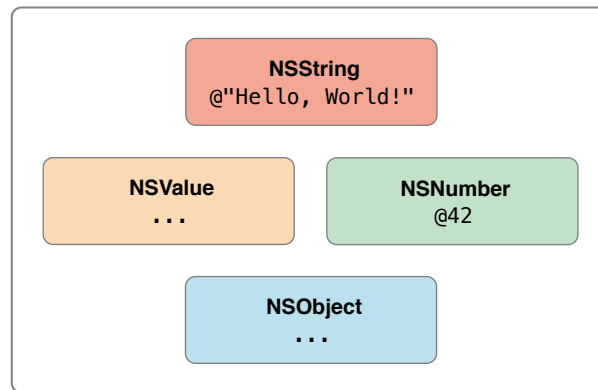 NSString
@"Hello, World!"
NSValue
...
NSNumber
@42
NSObject
...